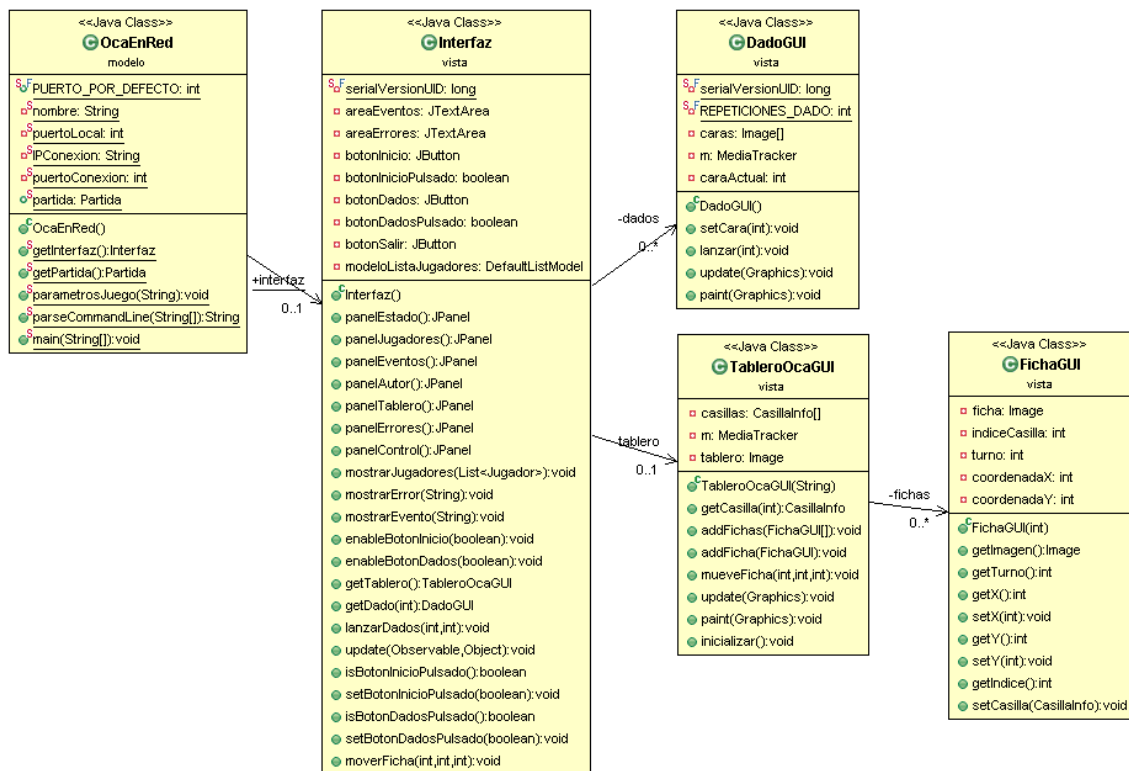 <<Java Class>>
OcaEnRed
modelo
PUERTO_POR_DEFECTO: int
nombre: String
puertoLocal: int
IPConexion: String
puertoConexion: int
partida: Partida
OcaEnRed()
getInterfaz():Interfaz
getPartida():Partida
parametrosJuego(String):void
parseCommandLine(String[]):String
main(String[]):void
+interfaz
0..1
<<Java Class>>
Interfaz
vista
serialVersionUID: long
areaEventos: JTextArea
areaErrores: JTextArea
botonInicio: JButton
botonInicioPulsado: boolean
botonDados: JButton
botonDadosPulsado: boolean
botonSalir: JButton
modeloListaJugadores: DefaultListModel
Interfaz()
panelEstado():JPanel
panelJugadores():JPanel
panelEventos():JPanel
panelAutor():JPanel
panelTablero():JPanel
panelErrores():JPanel
panelControl():JPanel
mostrarJugadores(List<Jugador>):void
mostrarError(String):void
mostrarEvento(String):void
enableBotonInicio(boolean):void
enableBotonDados(boolean):void
getTablero():TableroOcaGUI
getDado(int):DadoGUI
lanzarDados(int,int):void
update(Observable,Object):void
isBotonInicioPulsado():boolean
setBotonInicioPulsado(boolean):void
isBotonDadosPulsado():boolean
setBotonDadosPulsado(boolean):void
moverFicha(int,int,int):void
-dados
0..*
<<Java Class>>
DadoGUI
vista
serialVersionUID: long
REPETICIONES_DADO: int
caras: Image[]
m: MediaTracker
caraActual: int
DadoGUI()
setCara(int):void
lanzar(int):void
update(Graphics):void
paint(Graphics):void
tablero
0..1
<<Java Class>>
TableroOcaGUI
vista
casillas: CasillaInfo[]
m: MediaTracker
tablero: Image
TableroOcaGUI(String)
getCasilla(int):CasillaInfo
addFichas(FichaGUI[]):void
addFicha(FichaGUI):void
mueveFicha(int,int,int):void
update(Graphics):void
paint(Graphics):void
inicializar():void
-fichas
0..*
<<Java Class>>
FichaGUI
vista
ficha: Image
indiceCasilla: int
turno: int
coordenadaX: int
coordenadaY: int
FichaGUI(int)
getImagen():Image
getTurno():int
getX():int
setX(int):void
getY():int
setY(int):void
getIndice():int
setCasilla(CasillaInfo):void